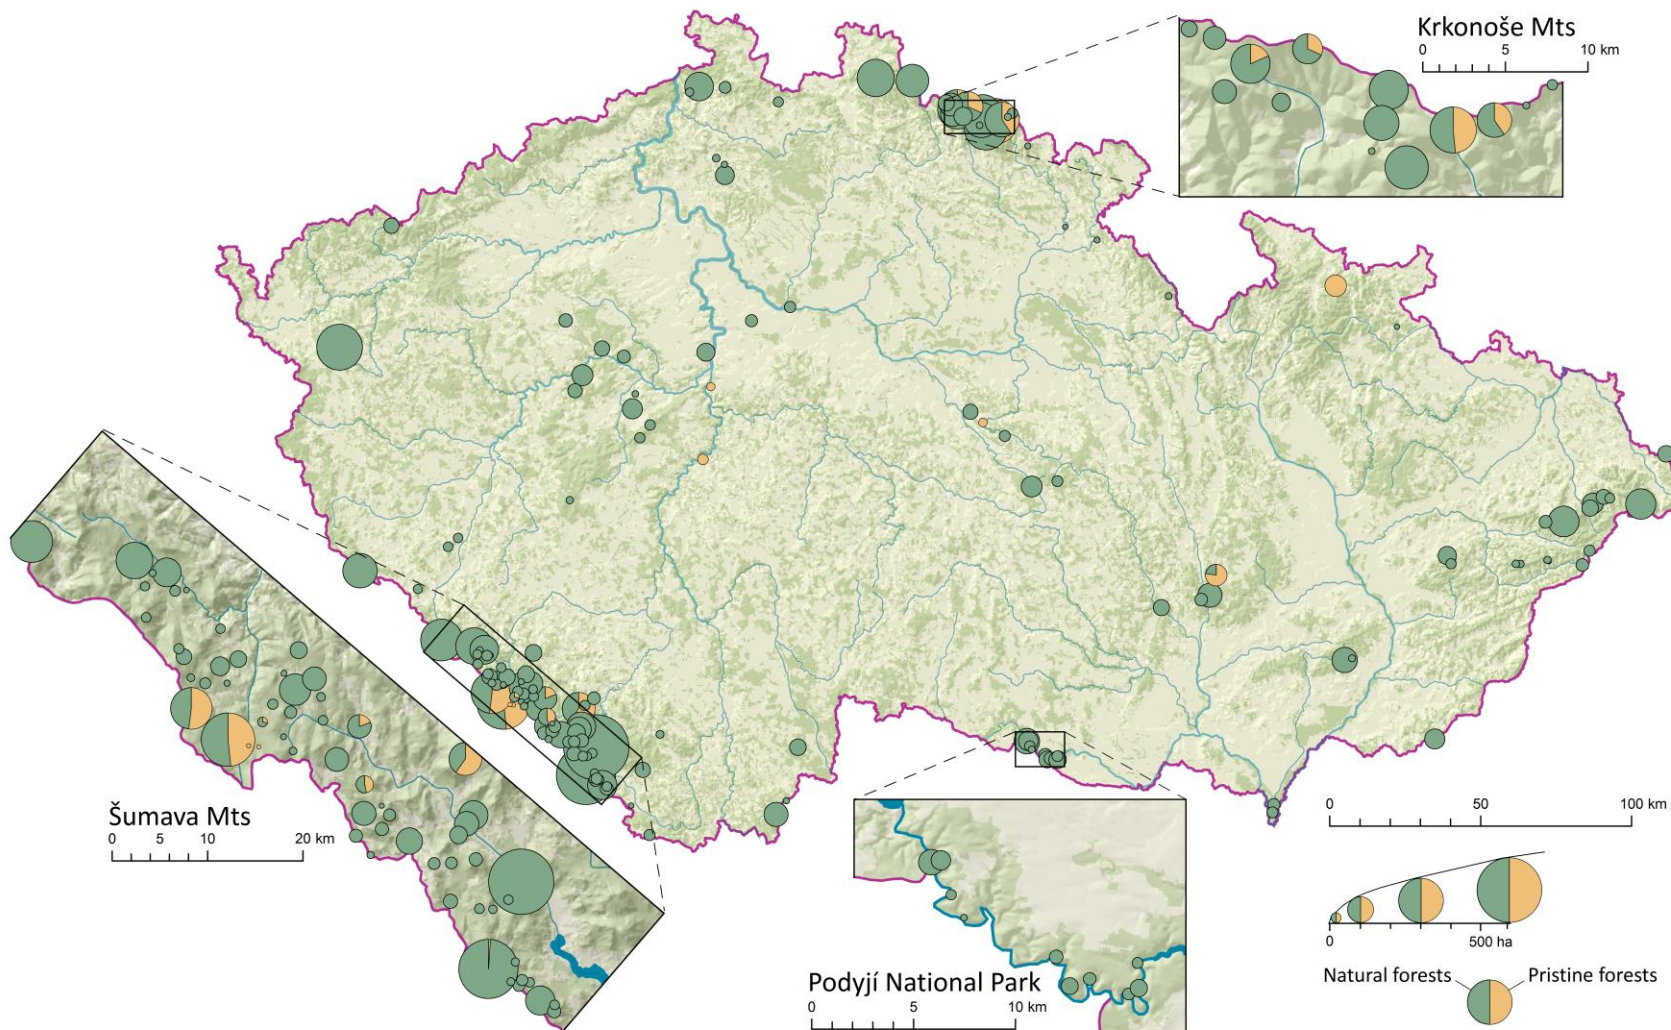 Krkonoše Mts
0 5 10 km
Šumava Mts
0 5 10 20 km
Podyjí National Park
0 5 10 km
0 50 100 km
0 500 ha
Natural forests Pristine forests